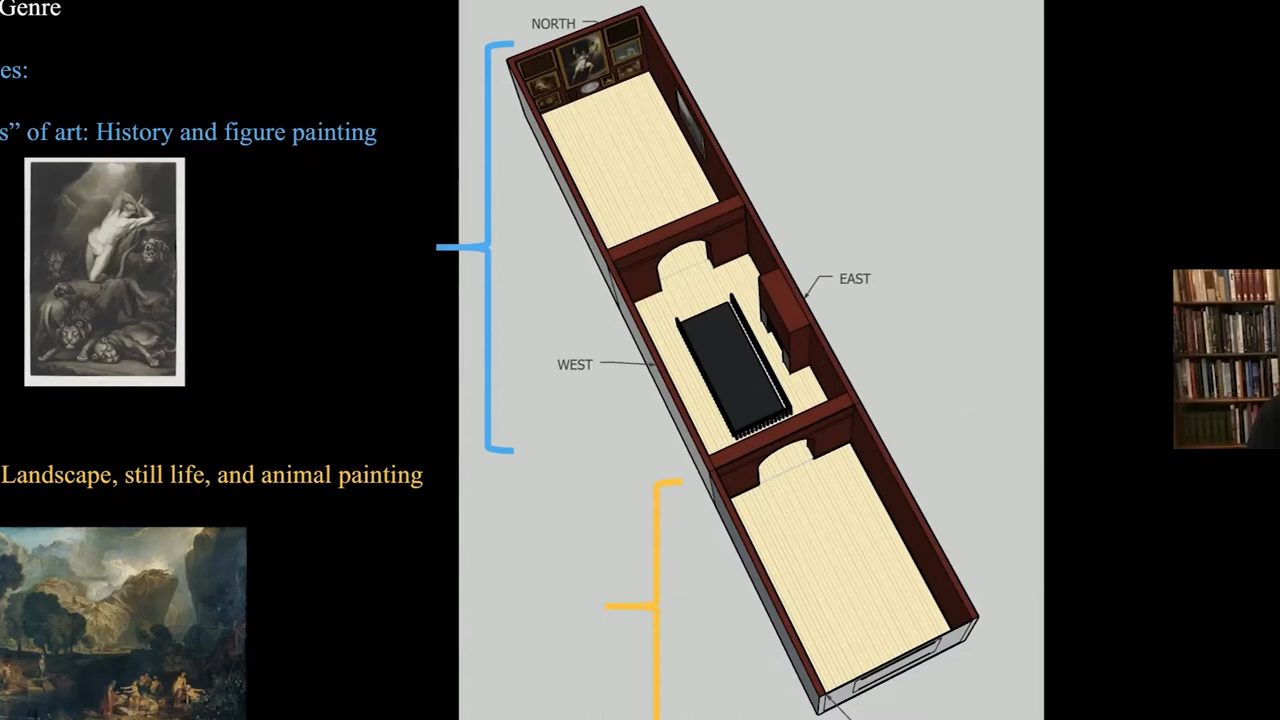 Genre
es:
s” of art: History and figure painting
Landscape, still life, and animal painting
NORTH
EAST
WEST